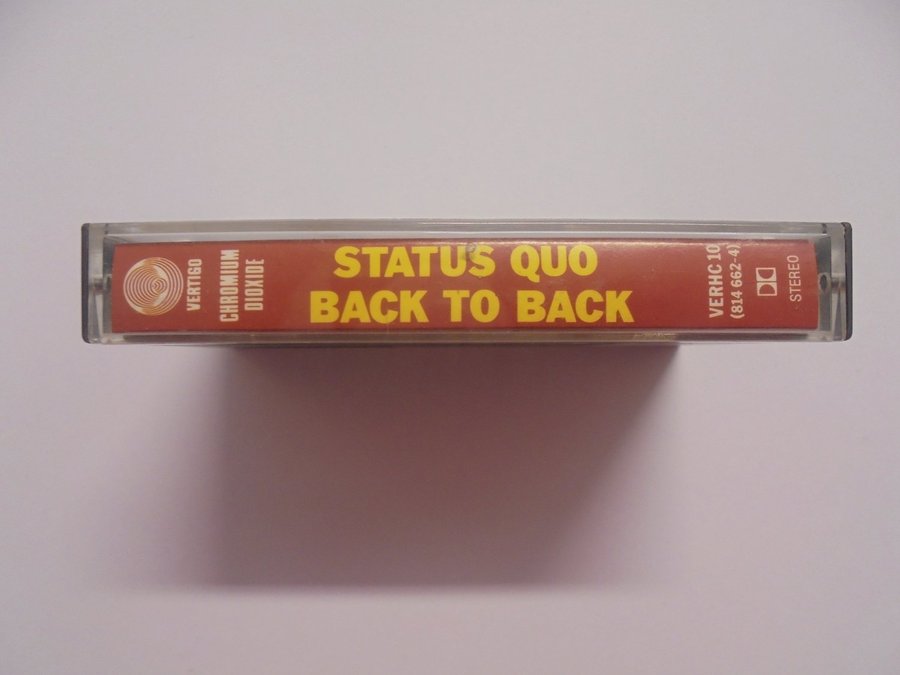 VERTIGO
CHROMIUM
DIOXIDE
STATUS QUO
BACK TO BACK
VERHC 10
(814 662-4)
STEREO